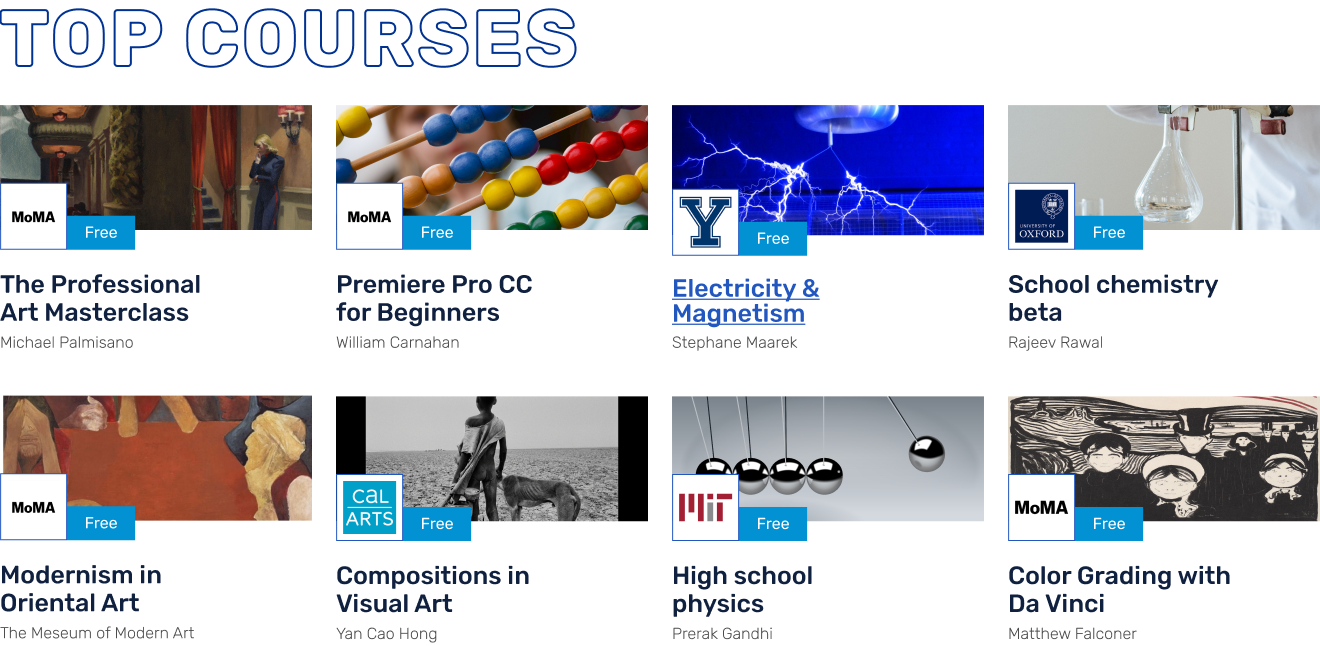 TOP COURSES
MoMA
Free
The Professional
Art Masterclass
Michael Palmisano
MoMA
Free
Premiere Pro CC
for Beginners
William Carnahan
Y
Free
Electricity &
Magnetism
Stephane Maarek
UNIVERSITY OF
OXFORD
Free
School chemistry
beta
Rajeev Rawal
MoMA
Free
Modernism in
Oriental Art
The Meseum of Modern Art
CaL
ARTS
Free
Compositions in
Visual Art
Yan Cao Hong
MIT
Free
High school
physics
Prerak Gandhi
MoMA
Free
Color Grading with
Da Vinci
Matthew Falconer